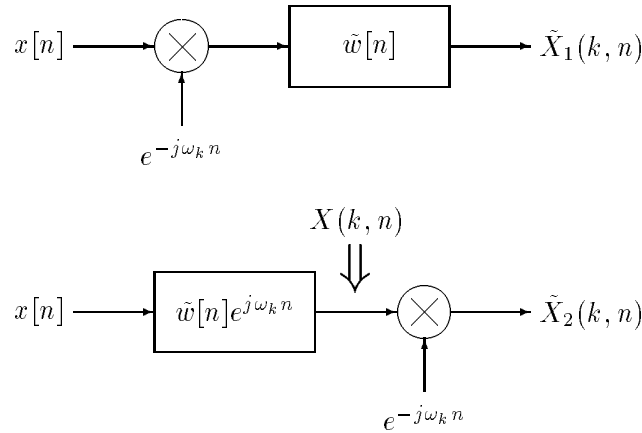 x[n] w̃[n] X̃₁(k, n)
e^{-jω_k n}
X(k, n)
x[n] w̃[n]e^{jω_k n} X̃₂(k, n)
e^{-jω_k n}